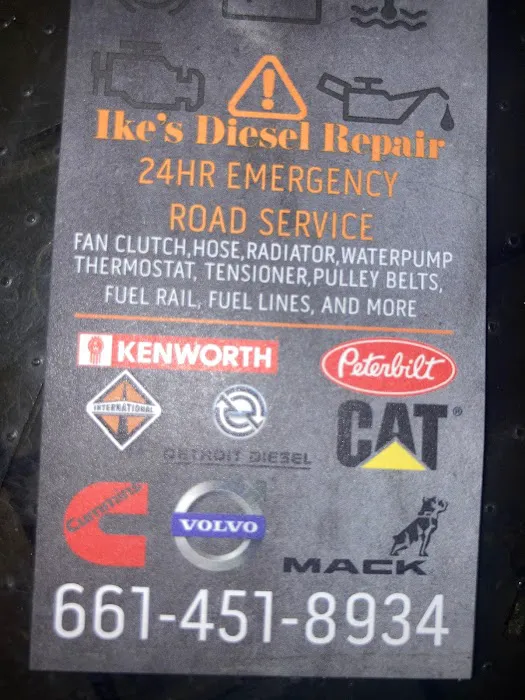 Ike's Diesel Repair
24HR EMERGENCY
ROAD SERVICE
FAN CLUTCH,HOSE,RADIATOR,WATERPUMP
THERMOSTAT, TENSIONER,PULLEY BELTS,
FUEL RAIL, FUEL LINES, AND MORE
KENWORTH
Peterbilt
INTERNATIONAL
DETROIT DIESEL
CAT®
Cummins
VOLVO
MACK
661-451-8934